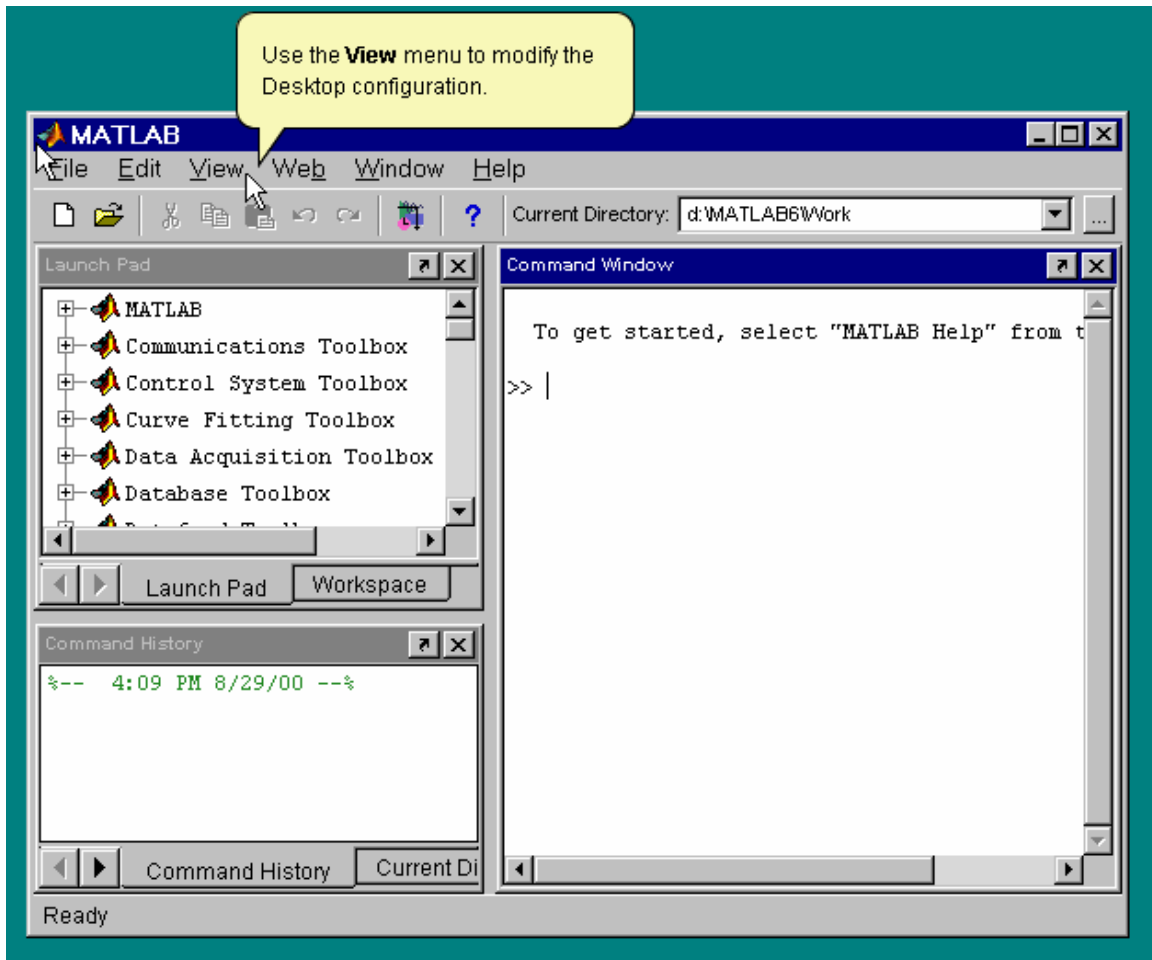 Use the View menu to modify the
Desktop configuration.
MATLAB
File Edit View Web Window Help
? Current Directory: d:\MATLAB6\Work ...
Launch Pad
MATLAB
Communications Toolbox
Control System Toolbox
Curve Fitting Toolbox
Data Acquisition Toolbox
Database Toolbox
Launch Pad Workspace
Command History
%-- 4:09 PM 8/29/00 --%
Command History Current Di
Command Window
To get started, select "MATLAB Help" from t
>>
Ready